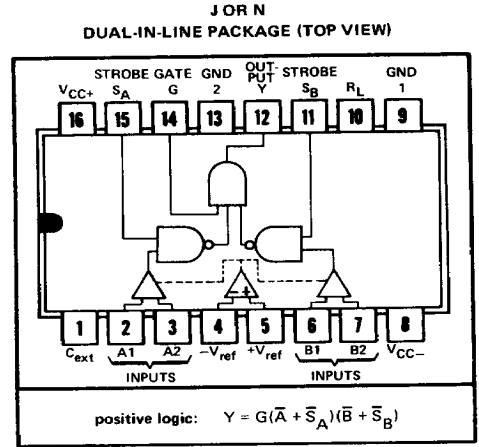 J OR N
DUAL-IN-LINE PACKAGE (TOP VIEW)
VCC+ STROBE SA GATE G GND 2 OUT-PUT Y STROBE SB RL GND 1
16 15 14 13 12 11 10 9
- +
1 2 3 4 5 6 7 8
Cext A1 A2 −Vref +Vref B1 B2 VCC−
INPUTS INPUTS
positive logic: Y = G(A̅ + S̅A)(B̅ + S̅B)